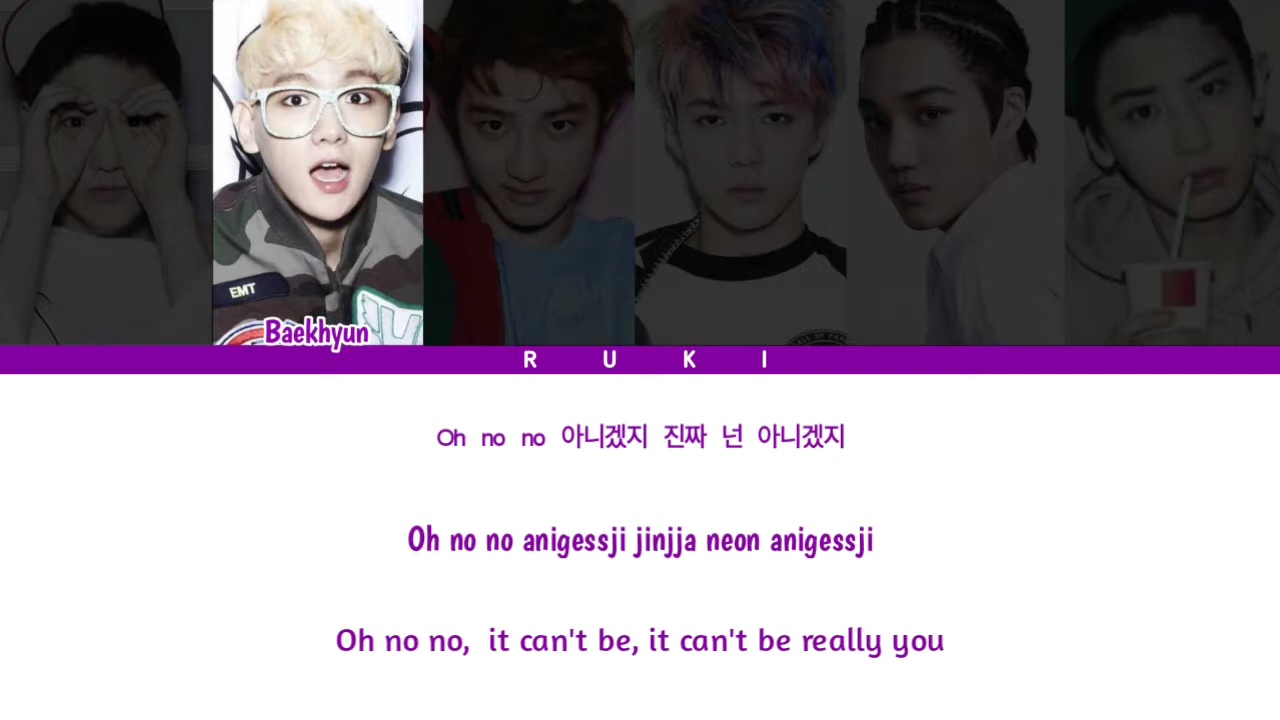 EMT
Baekhyun
R U K I
Oh no no 아니겠지 진짜 넌 아니겠지
Oh no no anigessji jinjja neon anigessji
Oh no no, it can't be, it can't be really you